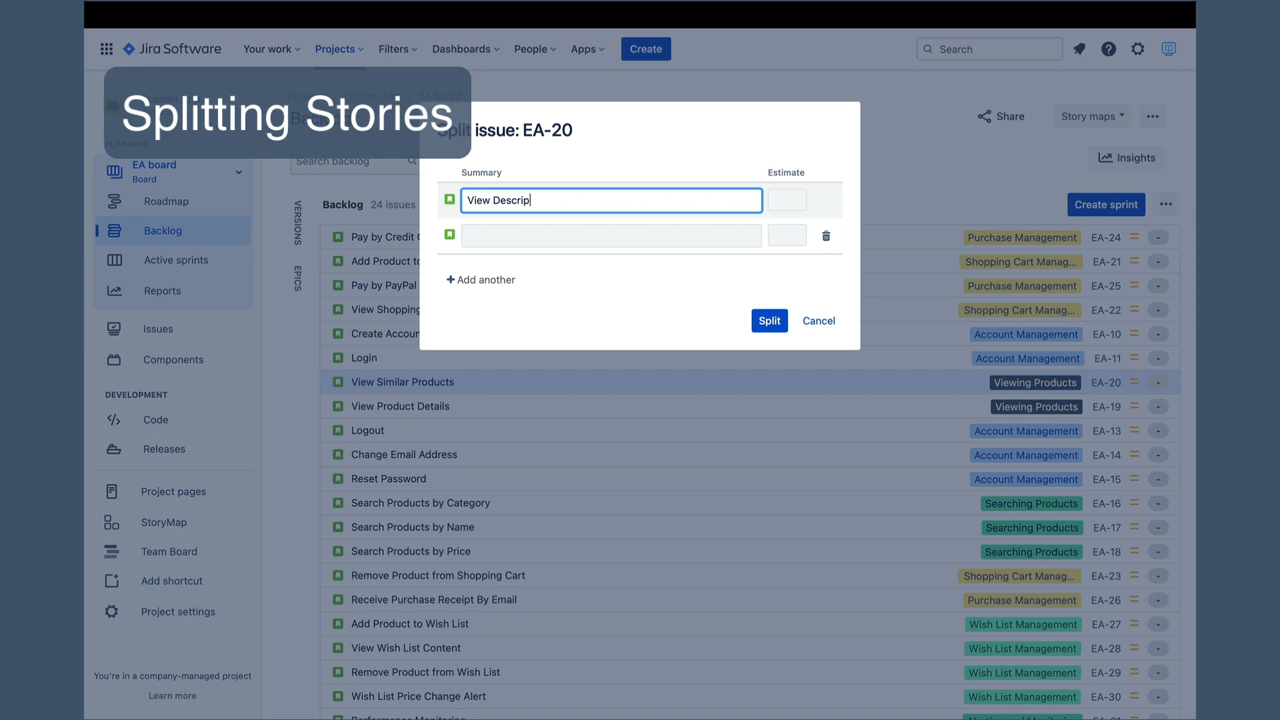 Jira Software
Your work
Projects
Filters
Dashboards
People
Apps
Create
Search
Splitting Stories
Split issue: EA-20
Share
Story maps
Insights
Search backlog
EA board
Board
Roadmap
Backlog
Active sprints
Reports
Issues
Components
DEVELOPMENT
Code
Releases
Project pages
StoryMap
Team Board
Add shortcut
Project settings
You're in a company-managed project
Learn more
Summary
Estimate
View Descrip
+ Add another
Split
Cancel
VERSIONS
EPICS
Backlog 24 issues
Create sprint
Pay by Credit Purchase Management EA-24 -
Add Product to Shopping Cart Manag... EA-21 -
Pay by PayPal Purchase Management EA-25 -
View Shopping Shopping Cart Manag... EA-22 -
Create Accoun Account Management EA-10 -
Login Account Management EA-11 -
View Similar Products Viewing Products EA-20 -
View Product Details Viewing Products EA-19 -
Logout Account Management EA-13 -
Change Email Address Account Management EA-14 -
Reset Password Account Management EA-15 -
Search Products by Category Searching Products EA-16 -
Search Products by Name Searching Products EA-17 -
Search Products by Price Searching Products EA-18 -
Remove Product from Shopping Cart Shopping Cart Manag... EA-23 -
Receive Purchase Receipt By Email Purchase Management EA-26 -
Add Product to Wish List Wish List Management EA-27 -
View Wish List Content Wish List Management EA-28 -
Remove Product from Wish List Wish List Management EA-29 -
Wish List Price Change Alert Wish List Management EA-30 -